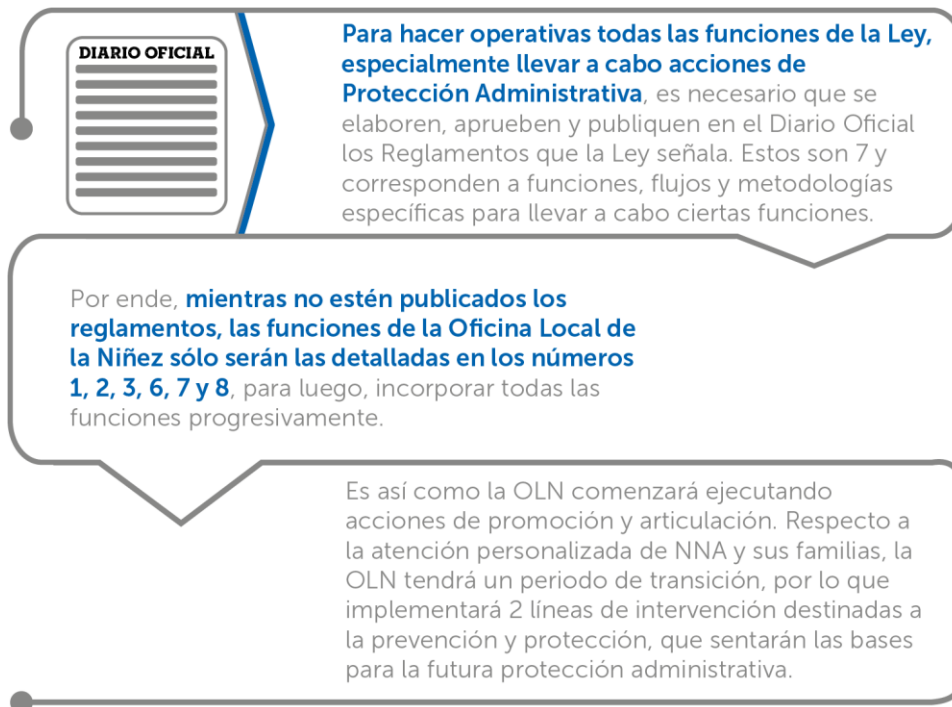 DIARIO OFICIAL
Para hacer operativas todas las funciones de la Ley,
especialmente llevar a cabo acciones de
Protección Administrativa, es necesario que se
elaboren, aprueben y publiquen en el Diario Oficial
los Reglamentos que la Ley señala. Estos son 7 y
corresponden a funciones, flujos y metodologías
específicas para llevar a cabo ciertas funciones.
Por ende, mientras no estén publicados los
reglamentos, las funciones de la Oficina Local de
la Niñez sólo serán las detalladas en los números
1, 2, 3, 6, 7 y 8, para luego, incorporar todas las
funciones progresivamente.
Es así como la OLN comenzará ejecutando
acciones de promoción y articulación. Respecto a
la atención personalizada de NNA y sus familias, la
OLN tendrá un periodo de transición, por lo que
implementará 2 líneas de intervención destinadas a
la prevención y protección, que sentarán las bases
para la futura protección administrativa.